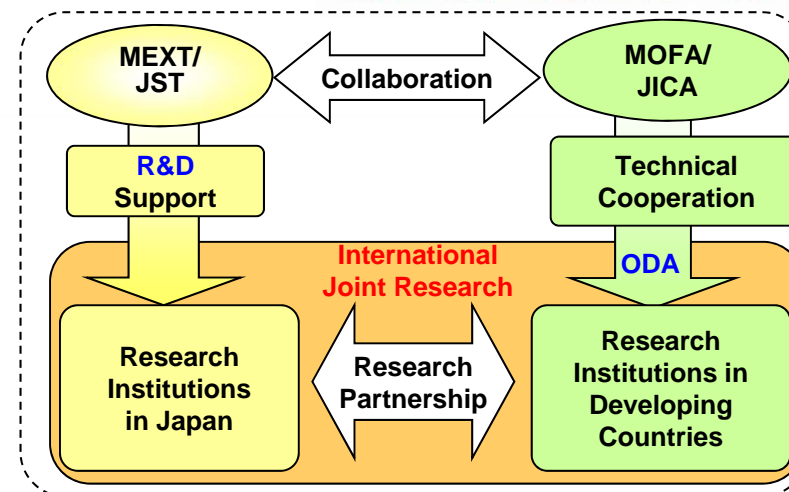 MEXT/
JST
Collaboration
MOFA/
JICA
R&D
Support
Technical
Cooperation
International
Joint Research
ODA
Research
Institutions
in Japan
Research
Partnership
Research
Institutions in
Developing
Countries